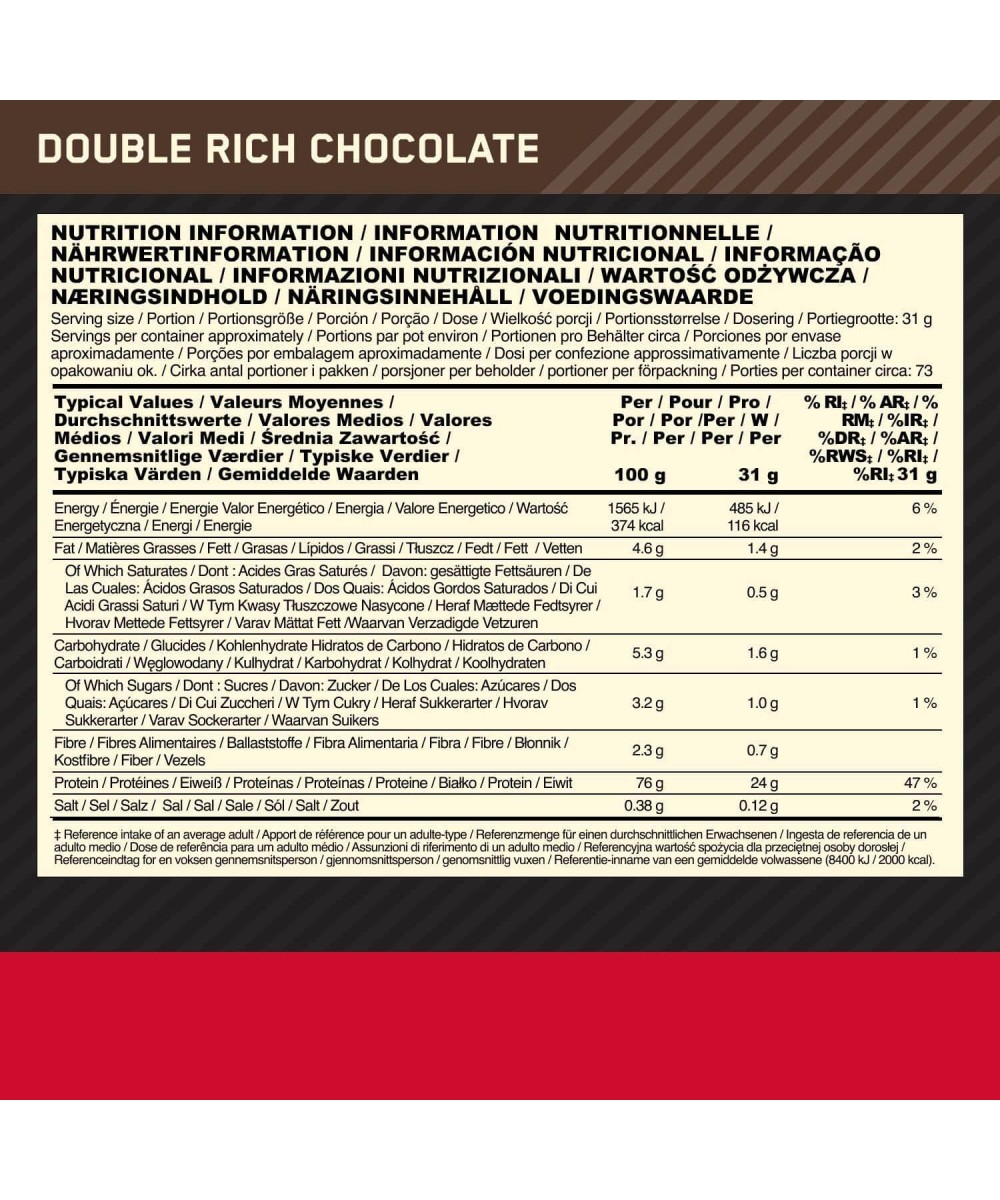 DOUBLE RICH CHOCOLATE
NUTRITION INFORMATION / INFORMATION NUTRITIONNELLE /
NÄHRWERTINFORMATION / INFORMACIÓN NUTRICIONAL / INFORMAÇÃO
NUTRICIONAL / INFORMAZIONI NUTRIZIONALI / WARTOŚĆ ODŻYWCZA /
NÆRINGSINDHOLD / NÄRINGSINNEHÅLL / VOEDINGSWAARDE
Serving size / Portion / Portionsgröße / Porción / Porção / Dose / Wielkość porcji / Portionsstørrelse / Dosering / Portiegrootte: 31 g
Servings per container approximately / Portions par pot environ / Portionen pro Behälter circa / Porciones por envase
aproximadamente / Porções por embalagem aproximadamente / Dosi per confezione approssimativamente / Liczba porcji w
opakowaniu ok. / Cirka antal portioner i pakken / porsjoner per beholder / portioner per förpackning / Porties per container circa: 73
Typical Values / Valeurs Moyennes / Per / Pour / Pro / % RI‡ / % AR‡ / %
Durchschnittswerte / Valores Medios / Valores Por / Por /Per / W / RM‡ / %IR‡ /
Médios / Valori Medi / Średnia Zawartość / Pr. / Per / Per / Per %DR‡ / %AR‡ /
Gennemsnitlige Værdier / Typiske Verdier / %RWS‡ / %RI‡ /
Typiska Värden / Gemiddelde Waarden 100 g 31 g %RI‡ 31 g
Energy / Énergie / Energie Valor Energético / Energia / Valore Energetico / Wartość 1565 kJ / 485 kJ / 6 %
Energetyczna / Energi / Energie 374 kcal 116 kcal
Fat / Matières Grasses / Fett / Grasas / Lípidos / Grassi / Tłuszcz / Fedt / Fett / Vetten 4.6 g 1.4 g 2 %
Of Which Saturates / Dont : Acides Gras Saturés / Davon: gesättigte Fettsäuren / De
Las Cuales: Ácidos Grasos Saturados / Dos Quais: Ácidos Gordos Saturados / Di Cui 1.7 g 0.5 g 3 %
Acidi Grassi Saturi / W Tym Kwasy Tłuszczowe Nasycone / Heraf Mættede Fedtsyrer /
Hvorav Mettede Fettsyrer / Varav Mättat Fett /Waarvan Verzadigde Vetzuren
Carbohydrate / Glucides / Kohlenhydrate Hidratos de Carbono / Hidratos de Carbono / 5.3 g 1.6 g 1 %
Carboidrati / Węglowodany / Kulhydrat / Karbohydrat / Kolhydrat / Koolhydraten
Of Which Sugars / Dont : Sucres / Davon: Zucker / De Los Cuales: Azúcares / Dos
Quais: Açúcares / Di Cui Zuccheri / W Tym Cukry / Heraf Sukkerarter / Hvorav 3.2 g 1.0 g 1 %
Sukkerarter / Varav Sockerarter / Waarvan Suikers
Fibre / Fibres Alimentaires / Ballaststoffe / Fibra Alimentaria / Fibra / Fibre / Błonnik / 2.3 g 0.7 g
Kostfibre / Fiber / Vezels
Protein / Protéines / Eiweiß / Proteínas / Proteínas / Proteine / Białko / Protein / Eiwit 76 g 24 g 47 %
Salt / Sel / Salz / Sal / Sal / Sale / Sól / Salt / Zout 0.38 g 0.12 g 2 %
‡ Reference intake of an average adult / Apport de référence pour un adulte-type / Referenzmenge für einen durchschnittlichen Erwachsenen / Ingesta de referencia de un
adulto medio / Dose de referência para um adulto médio / Assunzioni di riferimento di un adulto medio / Referencyjna wartość spożycia dla przeciętnej osoby dorosłej /
Referenceindtag for en voksen gennemsnitsperson / gjennomsnittsperson / genomsnittlig vuxen / Referentie-inname van een gemiddelde volwassene (8400 kJ / 2000 kcal).